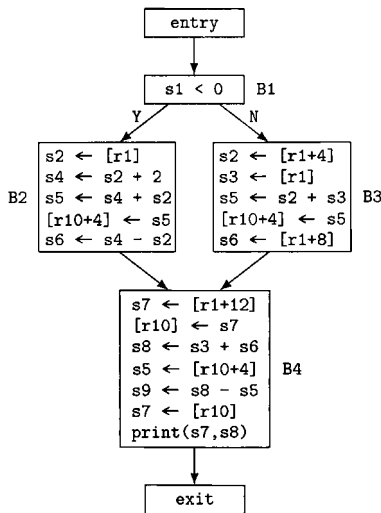 entry
s1 < 0 B1
Y N
s2 ← [r1]
s4 ← s2 + 2
s5 ← s4 + s2
[r10+4] ← s5
s6 ← s4 - s2
B2
s2 ← [r1+4]
s3 ← [r1]
s5 ← s2 + s3
[r10+4] ← s5
s6 ← [r1+8]
B3
s7 ← [r1+12]
[r10] ← s7
s8 ← s3 + s6
s5 ← [r10+4]
s9 ← s8 - s5
s7 ← [r10]
print(s7,s8)
B4
exit